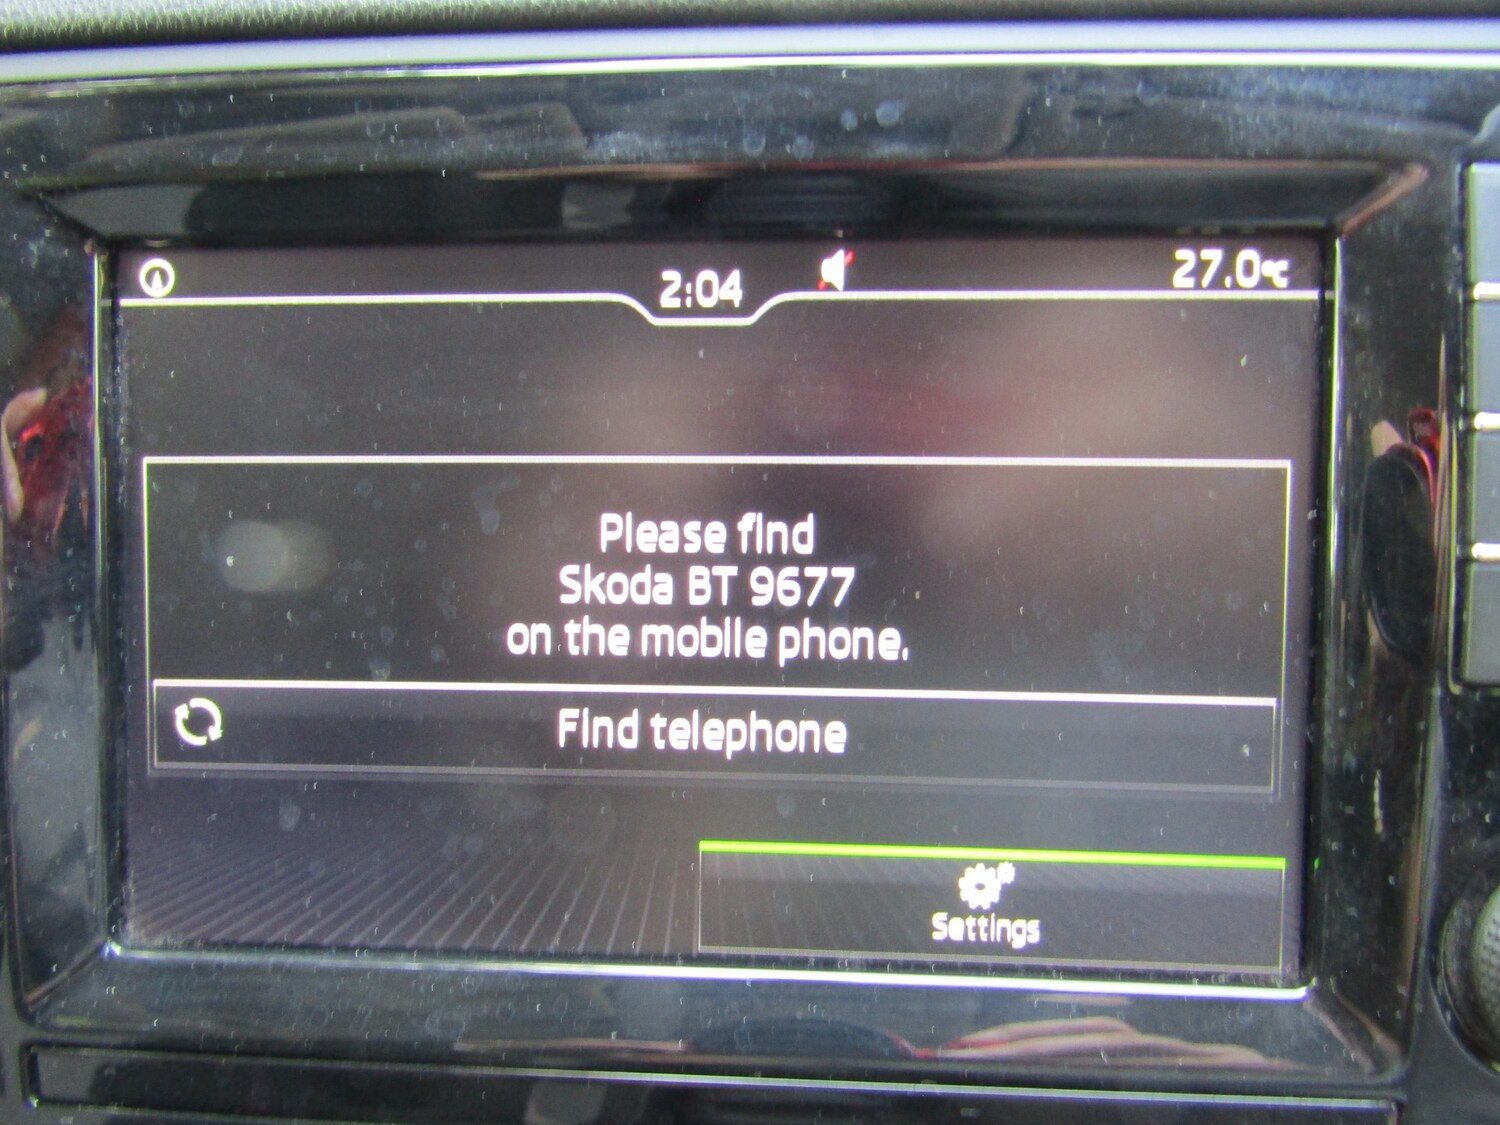 2:04
27.0°C
Please find
Skoda BT 9677
on the mobile phone.
Find telephone
Settings